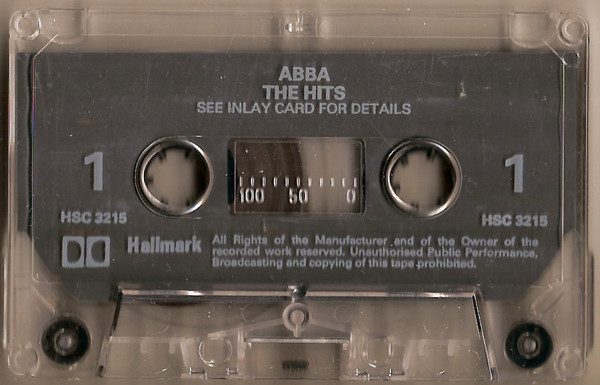 ABBA
THE HITS
SEE INLAY CARD FOR DETAILS
1
1
100 50 0
HSC 3215
HSC 3215
Hallmark
All Rights of the Manufacturer and of the Owner of the
recorded work reserved. Unauthorised Public Performance,
Broadcasting and copying of this tape prohibited.